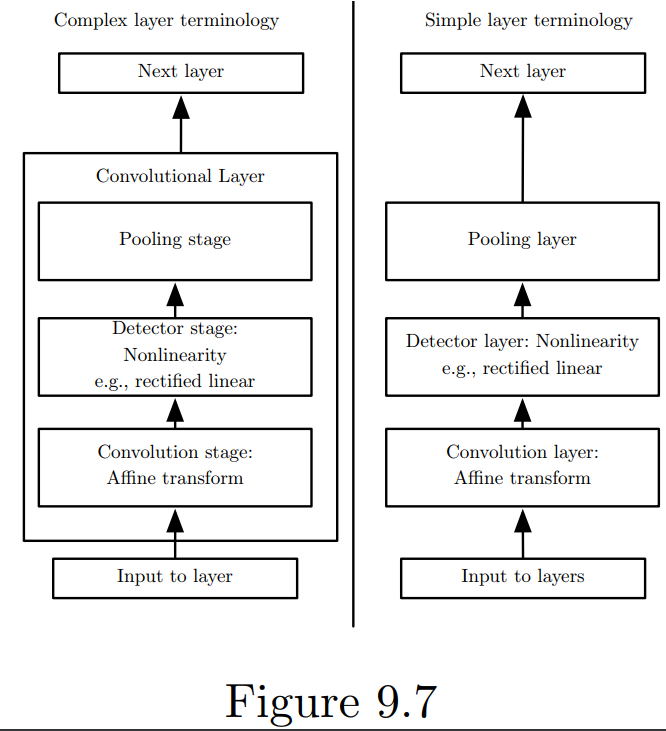 Complex layer terminology
Next layer
Convolutional Layer
Pooling stage
Detector stage:
Nonlinearity
e.g., rectified linear
Convolution stage:
Affine transform
Input to layer
Simple layer terminology
Next layer
Pooling layer
Detector layer: Nonlinearity
e.g., rectified linear
Convolution layer:
Affine transform
Input to layers
Figure 9.7